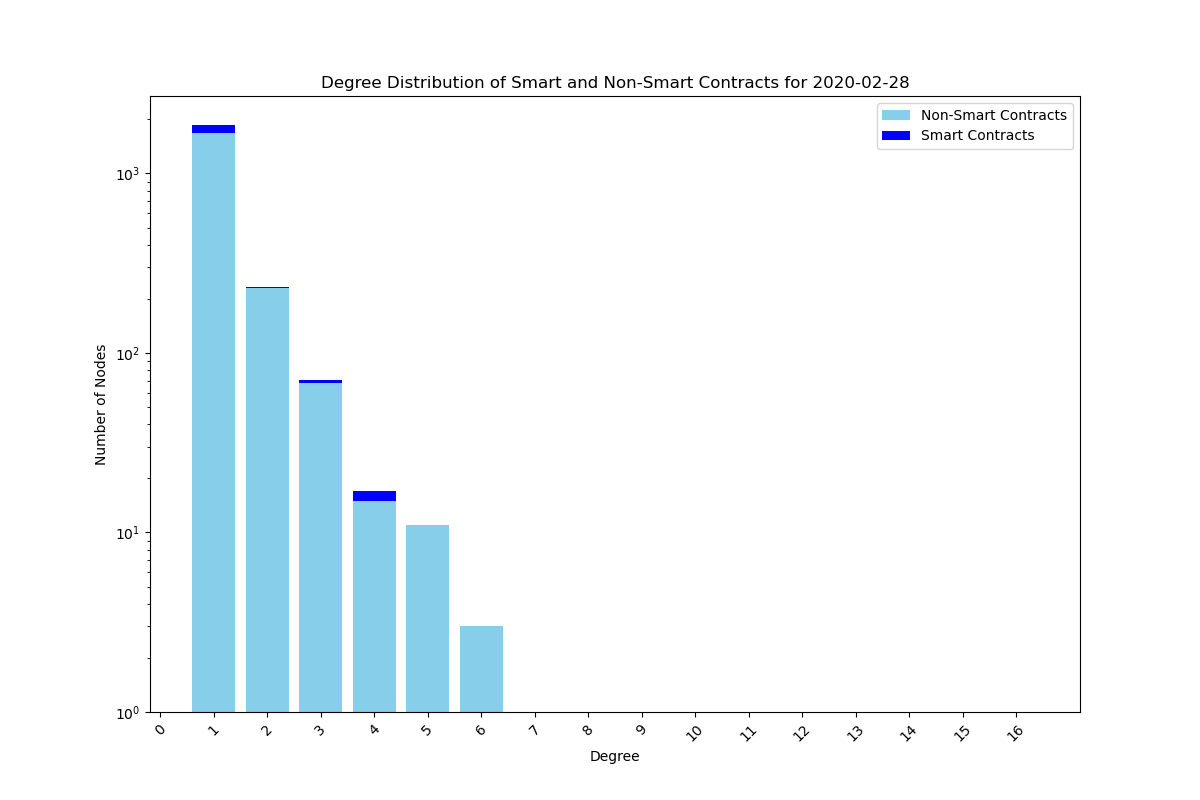 Degree Distribution of Smart and Non-Smart Contracts for 2020-02-28
Non-Smart Contracts
Smart Contracts
Number of Nodes
10³
10²
10¹
10⁰
0 1 2 3 4 5 6 7 8 9 10 11 12 13 14 15 16
Degree